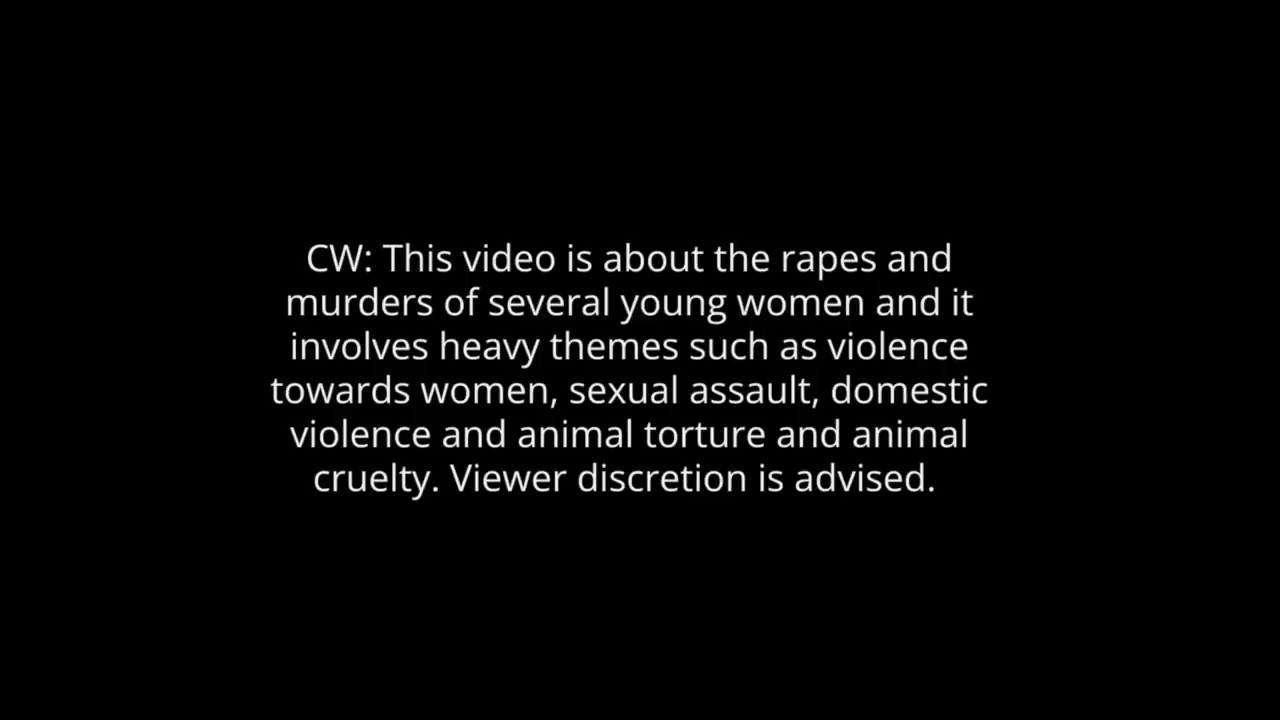 CW: This video is about the rapes and
murders of several young women and it
involves heavy themes such as violence
towards women, sexual assault, domestic
violence and animal torture and animal
cruelty. Viewer discretion is advised.